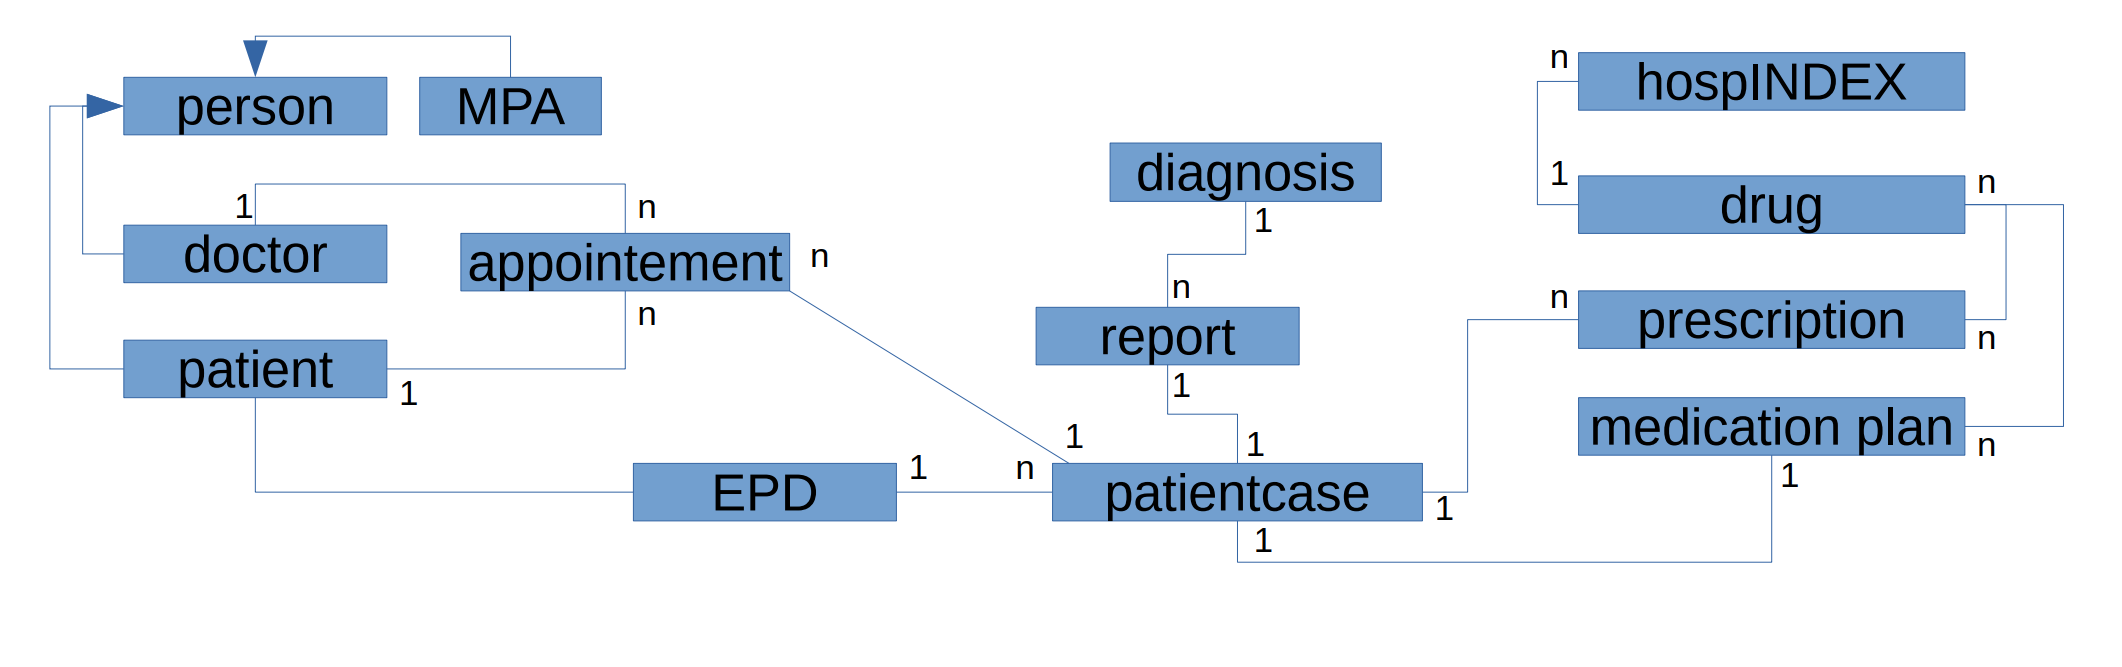 n
hospINDEX
person
MPA
diagnosis
1
n
drug
1
n
1
doctor
appointement
n
n
n
report
n
prescription
n
n
patient
1
1
medication plan
1
1
n
1
n
1
EPD
patientcase
1
1